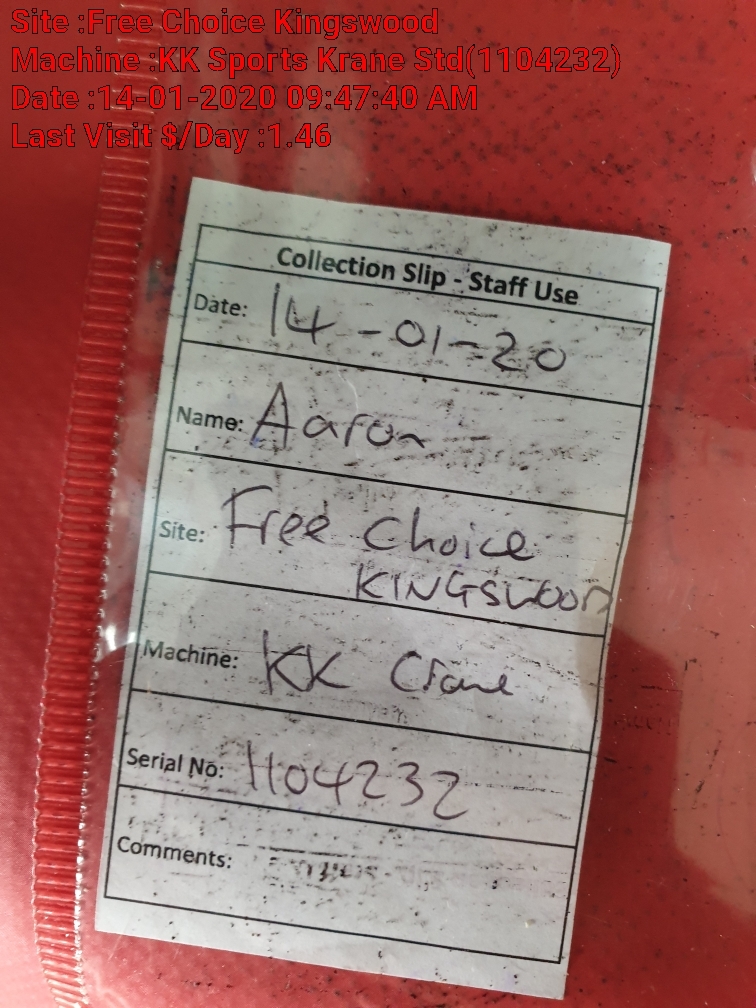 Site :Free Choice Kingswood
Machine :KK Sports Krane Std(1104232)
Date :14-01-2020 09:47:40 AM
Last Visit $/Day :1.46
Collection Slip - Staff Use
Date: 14-01-20
Name: Aaron
Site: Free Choice
KINGSWOOD
Machine: KK Crane
Serial No: 1104232
Comments: